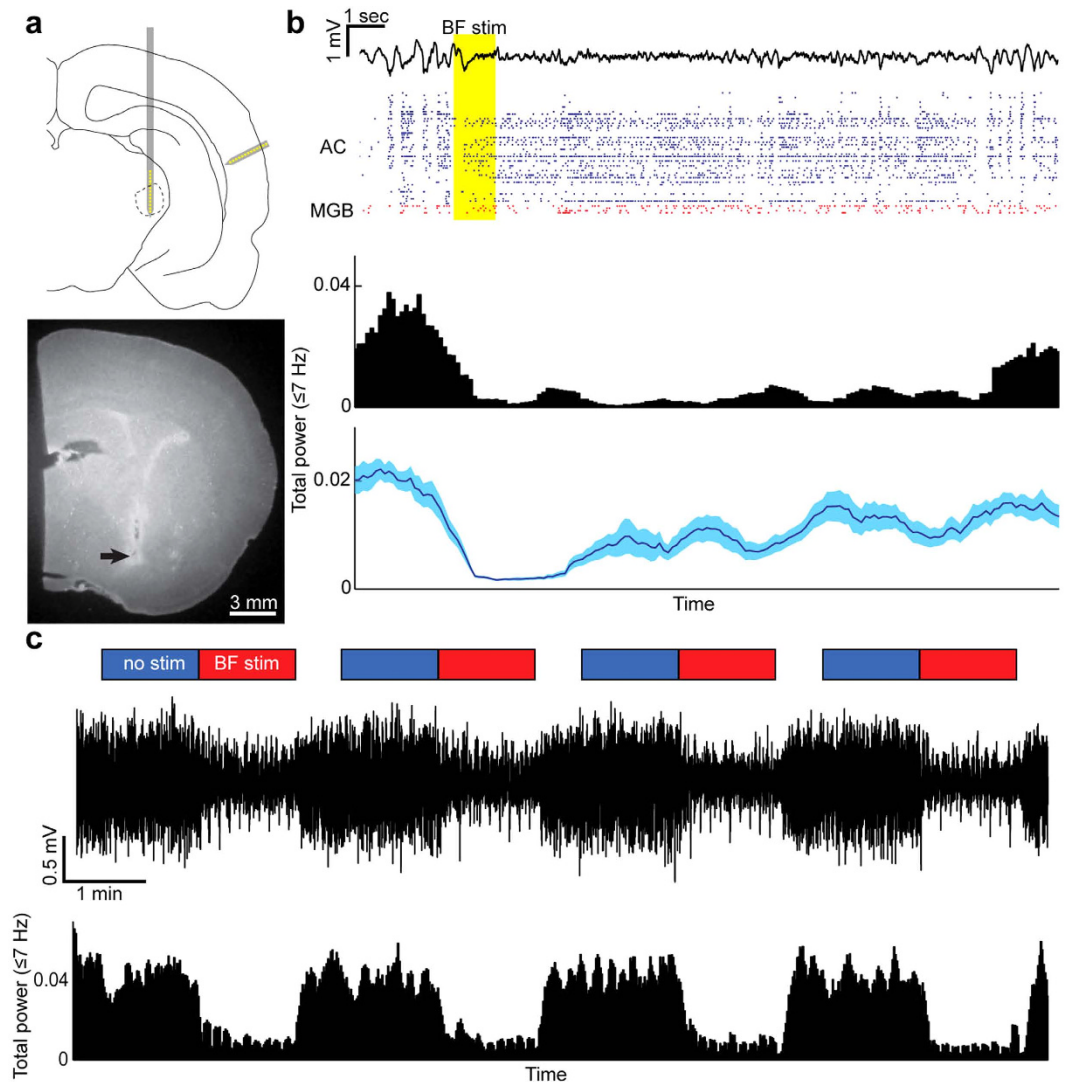 a
b
1 sec
1 mV
BF stim
AC
MGB
0.04
0
Total power (≤7 Hz)
0.02
0
Time
3 mm
c
no stim
BF stim
0.5 mV
1 min
Total power (≤7 Hz)
0.04
0
Time